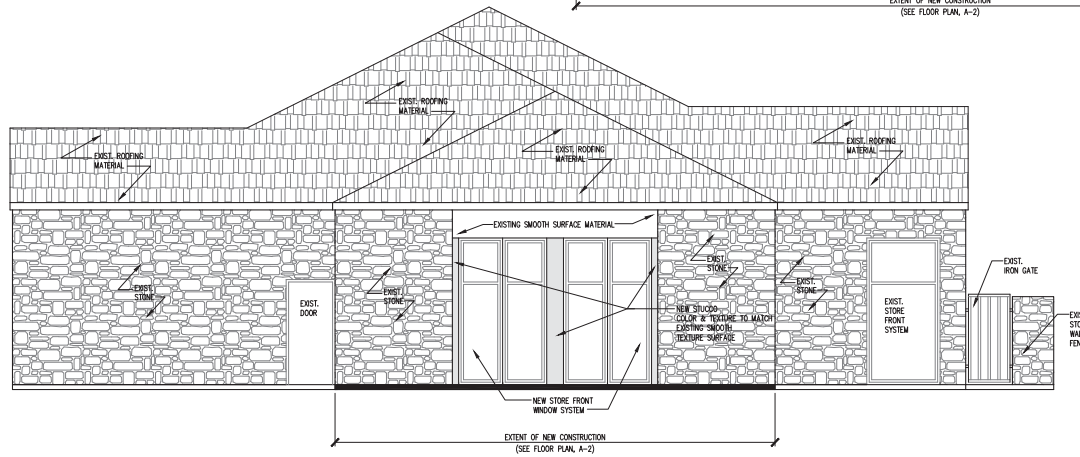 EXTENT OF NEW CONSTRUCTION
(SEE FLOOR PLAN, A-2)
EXIST. ROOFING
MATERIAL
EXIST. ROOFING
MATERIAL
EXIST. ROOFING
MATERIAL
EXIST. ROOFING
MATERIAL
EXISTING SMOOTH SURFACE MATERIAL
EXIST.
STONE
EXIST.
DOOR
EXIST.
STONE
EXIST.
STONE
EXIST.
STONE
NEW STUCCO
COLOR & TEXTURE TO MATCH
EXISTING SMOOTH
TEXTURE SURFACE
EXIST.
STORE
FRONT
SYSTEM
EXIST.
IRON GATE
NEW STORE FRONT
WINDOW SYSTEM
EXTENT OF NEW CONSTRUCTION
(SEE FLOOR PLAN, A-2)